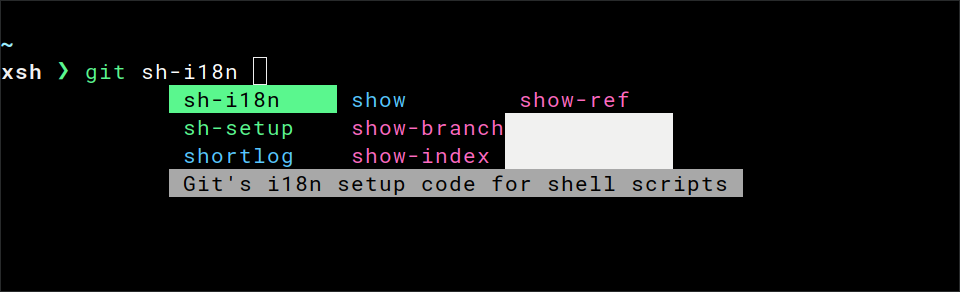 ~
xsh ❯ git sh-i18n
sh-i18n show show-ref
sh-setup show-branch
shortlog show-index
Git's i18n setup code for shell scripts